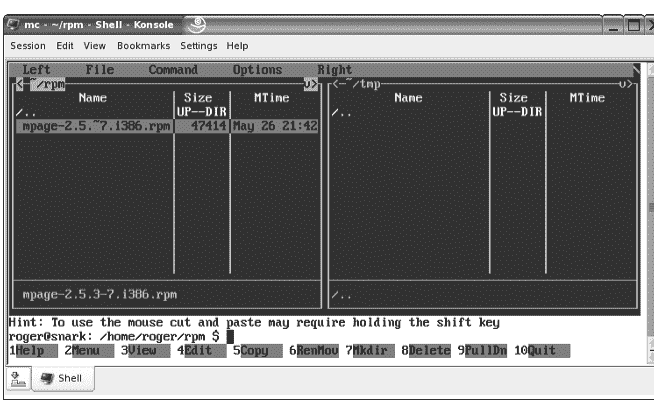 mc - ~/rpm - Shell - Konsole
Session Edit View Bookmarks Settings Help
Left File Command Options Right
<-~/rpm v> <-~/tmp v>
Name Size MTime Name Size MTime
/.. UP--DIR /.. UP--DIR
mpage-2.5.~7.i386.rpm 47414 May 26 21:42
mpage-2.5.3-7.i386.rpm /..
Hint: To use the mouse cut and paste may require holding the shift key
roger@snark: /home/roger/rpm $
1Help 2Menu 3View 4Edit 5Copy 6RenMov 7Mkdir 8Delete 9PullDn 10Quit
Shell